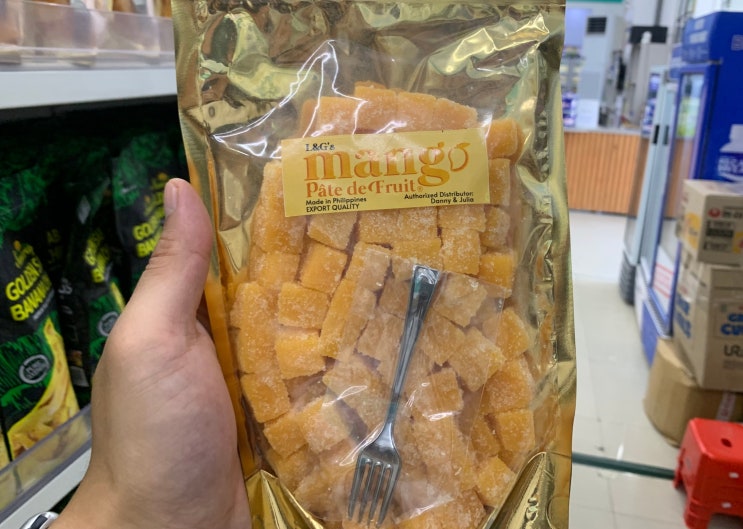 L&G's
mango
Pâte de Fruit
Made in Philippines
EXPORT QUALITY
Authorized Distributor:
Danny & Julia
GOLDEN
BANANA